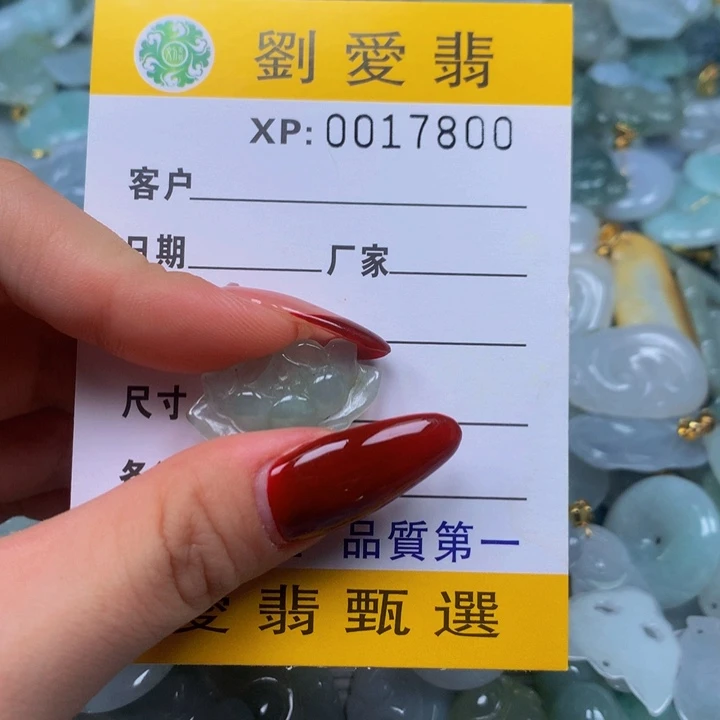 劉愛翡
XP: 0017800
客户
日期 厂家
尺寸
品質第一
愛翡甄選